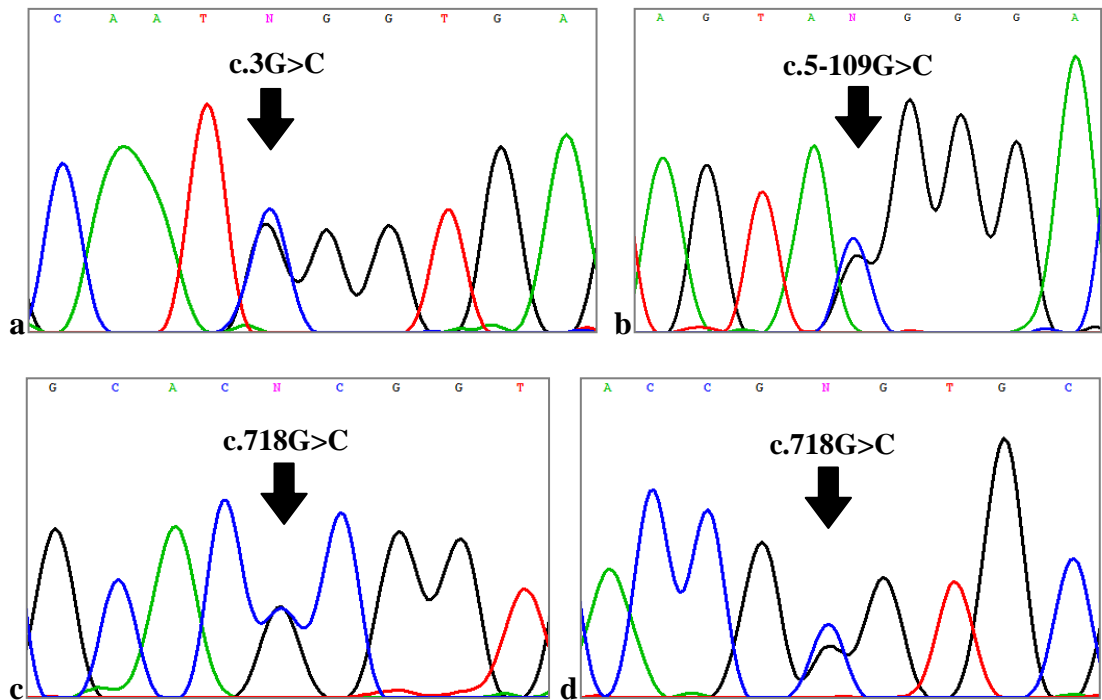 C A A T N G G T G A
c.3G>C
a
A G T A N G G G A
c.5-109G>C
b
G C A C N C G G T
c.718G>C
c
A C C G N G T G C
c.718G>C
d